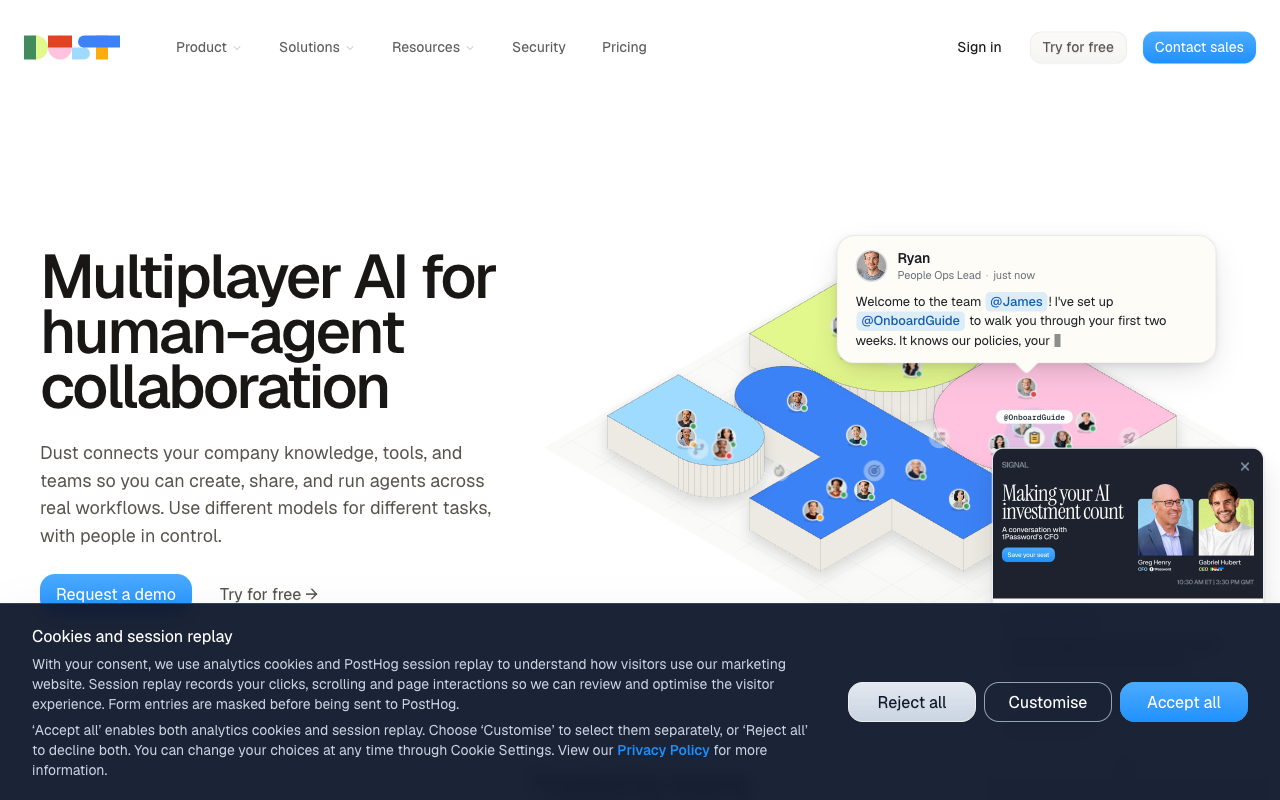 DUST
Product
Solutions
Resources
Security
Pricing
Sign in
Try for free
Contact sales
Multiplayer AI for
human-agent
collaboration
Dust connects your company knowledge, tools, and
teams so you can create, share, and run agents across
real workflows. Use different models for different tasks,
with people in control.
Request a demo
Try for free →
Ryan
People Ops Lead · just now
Welcome to the team @James! I've set up
@OnboardGuide to walk you through your first two
weeks. It knows our policies, your
@OnboardGuide
SIGNAL
Making your AI
investment count
A conversation with
1Password's CFO
Save your seat
Greg Henry
CFO 1Password
Gabriel Hubert
CEO DUST
10:30 AM ET | 3:30 PM GMT
Cookies and session replay
With your consent, we use analytics cookies and PostHog session replay to understand how visitors use our marketing
website. Session replay records your clicks, scrolling and page interactions so we can review and optimise the visitor
experience. Form entries are masked before being sent to PostHog.
‘Accept all’ enables both analytics cookies and session replay. Choose ‘Customise’ to select them separately, or ‘Reject all’
to decline both. You can change your choices at any time through Cookie Settings. View our Privacy Policy for more
information.
Reject all
Customise
Accept all